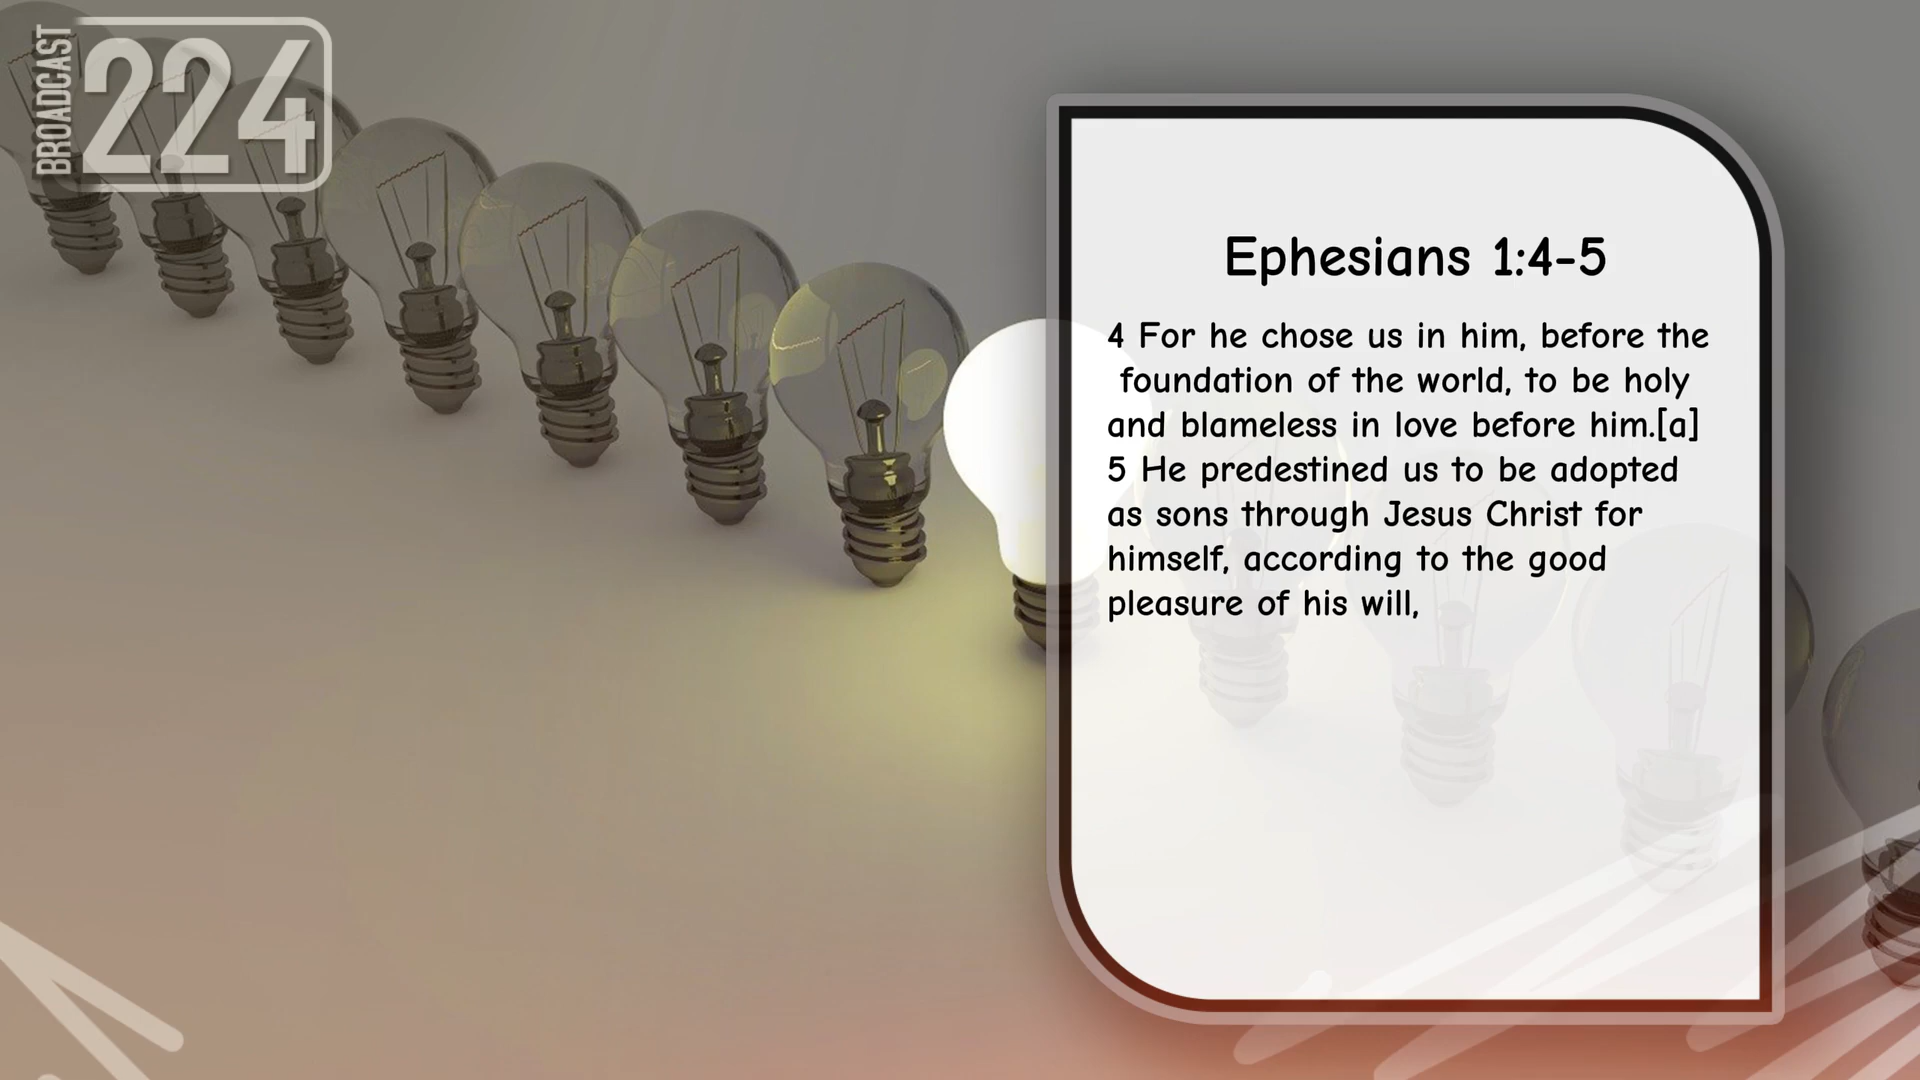 BROADCAST
224
Ephesians 1:4-5
4 For he chose us in him, before the
foundation of the world, to be holy
and blameless in love before him.[a]
5 He predestined us to be adopted
as sons through Jesus Christ for
himself, according to the good
pleasure of his will,